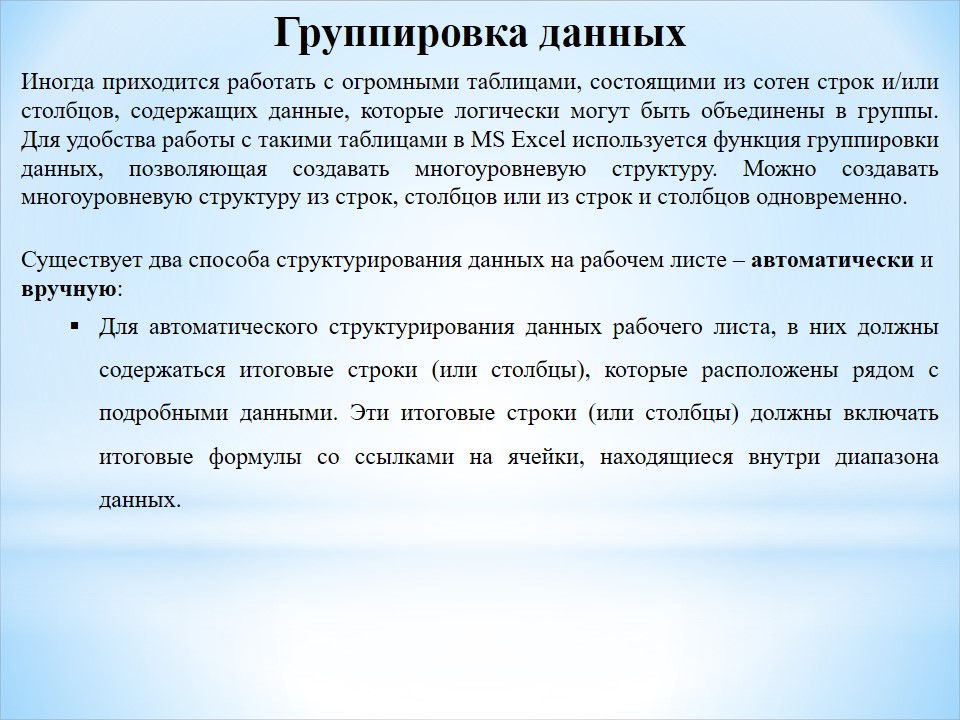 Группировка данных
Иногда приходится работать с огромными таблицами, состоящими из сотен строк и/или
столбцов, содержащих данные, которые логически могут быть объединены в группы.
Для удобства работы с такими таблицами в MS Excel используется функция группировки
данных, позволяющая создавать многоуровневую структуру. Можно создавать
многоуровневую структуру из строк, столбцов или из строк и столбцов одновременно.
Существует два способа структурирования данных на рабочем листе – автоматически и
вручную:
▪ Для автоматического структурирования данных рабочего листа, в них должны
содержаться итоговые строки (или столбцы), которые расположены рядом с
подробными данными. Эти итоговые строки (или столбцы) должны включать
итоговые формулы со ссылками на ячейки, находящиеся внутри диапазона
данных.